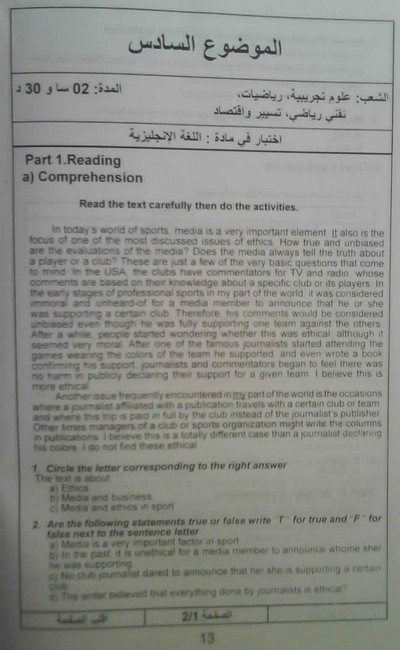 الموضوع السادس
الشعب: علوم تجريبية، رياضيات،
المدة: 02 سا و 30 د
تقني رياضي، تسيير واقتصاد
اختبار في مادة : اللغة الانجليزية
Part 1.Reading
a) Comprehension
Read the text carefully then do the activities.
In today's world of sports, media is a very important element. It also is the
focus of one of the most discussed issues of ethics. How true and unbiased
are the evaluations of the media? Does the media always tell the truth about
a player or a club? These are just a few of the very basic questions that come
to mind. In the USA, the clubs have commentators for TV and radio, whose
comments are based on their knowledge about a specific club or its players. In
the early stages of professional sports in my part of the world, it was considered
immoral and unheard-of for a media member to announce that he or she
was supporting a certain club. Therefore, his comments would be considered
unbiased even though he was fully supporting one team against the others.
After a while, people started wondering whether this was ethical, although it
seemed very moral. After one of the famous journalists started attending the
games wearing the colors of the team he supported, and even wrote a book
confirming his support, journalists and commentators began to feel there was
no harm in publicly declaring their support for a given team. I believe this is
more ethical.
Another issue frequently encountered in my part of the world is the occasions
where a journalist affiliated with a publication travels with a certain club or team,
and where this trip is paid in full by the club instead of the journalist's publisher.
Other times managers of a club or sports organization might write the columns
in publications. I believe this is a totally different case than a journalist declaring
his colors. I do not find these ethical.
1. Circle the letter corresponding to the right answer
The text is about
a) Ethics
b) Media and business
c) Media and ethics in sport
2. Are the following statements true or false write "T" for true and "F" for
false next to the sentence letter
a) Media is a very important factor in sport
b) In the past, it is unethical for a media member to announce whome she/
he was supporting
c) No club journalist dared to announce that he/ she is supporting a certain
club
d) The writer believed that everything done by journalists is ethical?
الصفحة 2/1
اقلب الصفحة
13